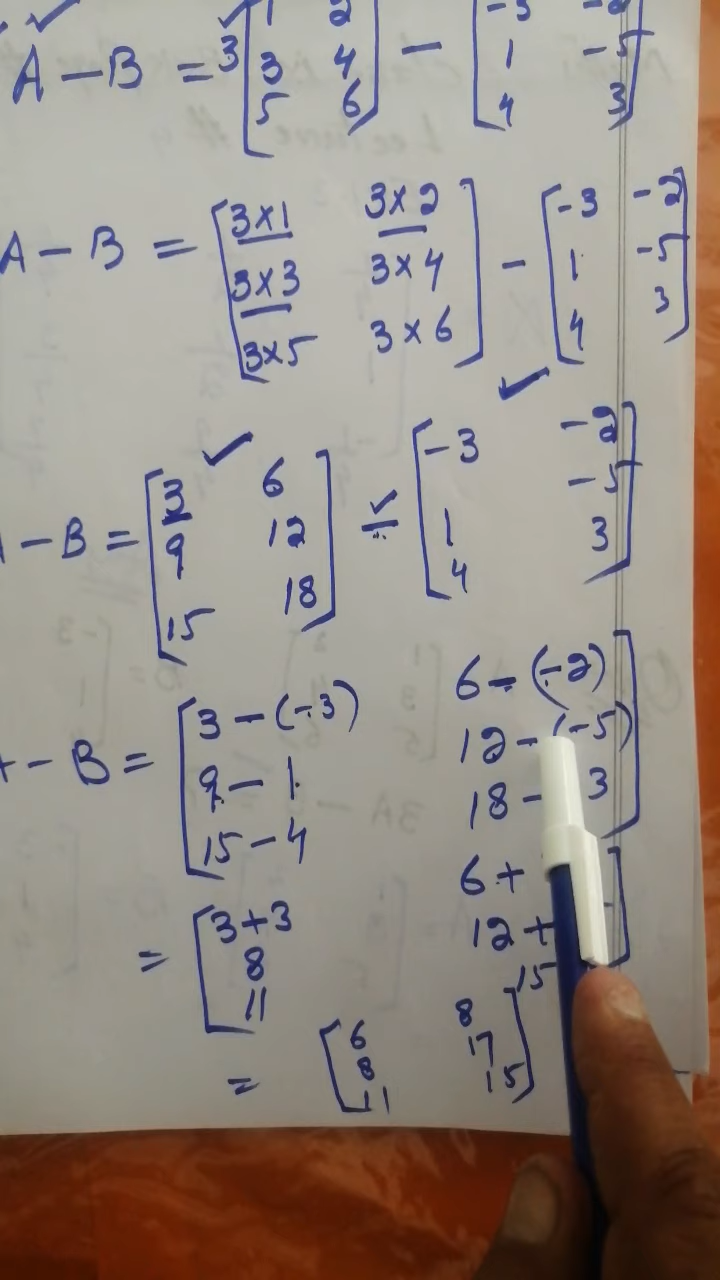 A - B = 3 [1 2] - [-3 -2]
[3 4] [1 -5]
[5 6] [4 3]
A - B = [3×1 3×2] - [-3 -2]
[3×3 3×4] [1 -5]
[3×5 3×6] [4 3]
A - B = [3 6] - [-3 -2]
[9 12] [1 -5]
[15 18] [4 3]
- B = [3 - (-3) 6 - (-2)]
[9 - 1 12 - (-5)]
[15 - 4 18 - 3]
= [3 + 3 6 +
[8 12 +
[11 15
= [6 8]
[8 17]
[11 15]